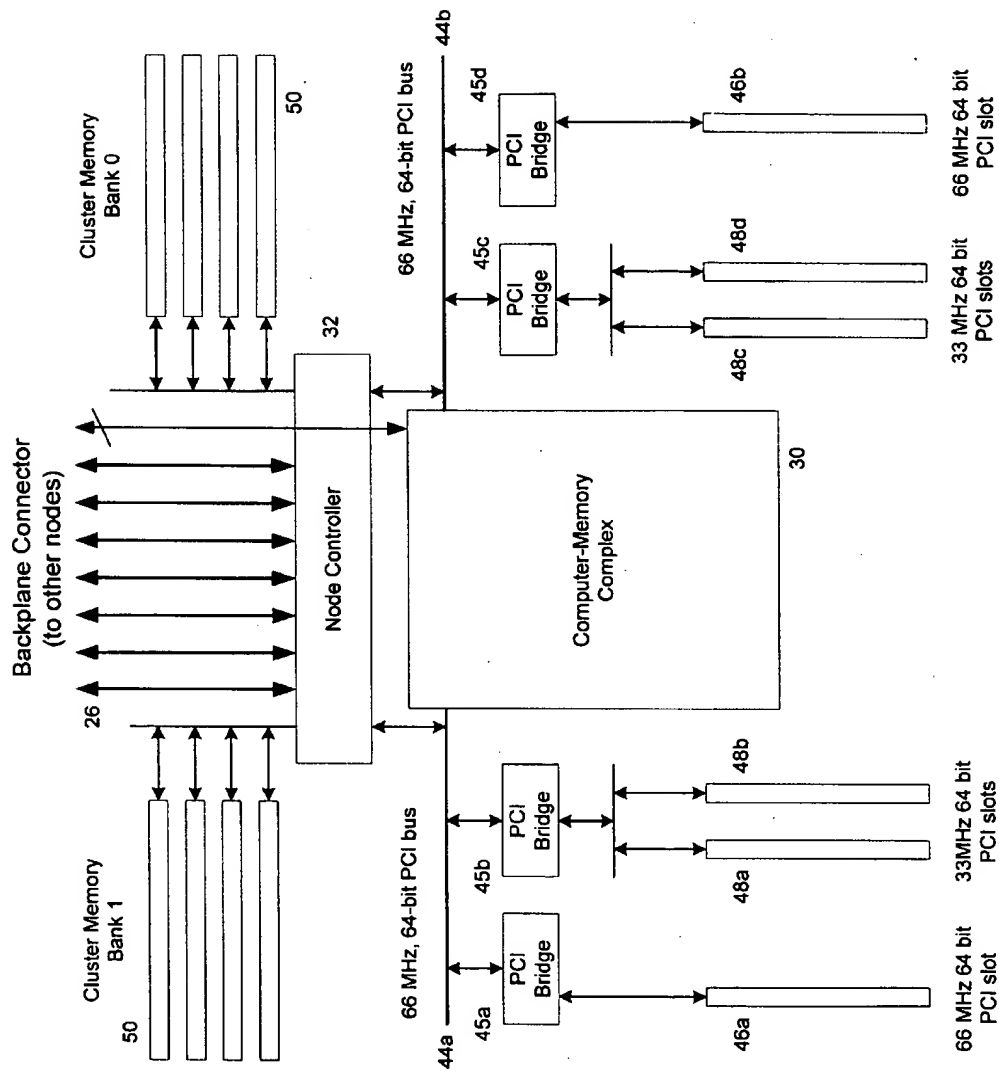 Backplane Connector
(to other nodes)
26
Cluster Memory
Bank 1
50
Cluster Memory
Bank 0
50
Node Controller
32
66 MHz, 64-bit PCI bus
44a
66 MHz, 64-bit PCI bus
44b
Computer-Memory
Complex
30
PCI
Bridge
45a
PCI
Bridge
45b
PCI
Bridge
45c
PCI
Bridge
45d
46a
48a
48b
48c
48d
46b
66 MHz 64 bit
PCI slot
33MHz 64 bit
PCI slots
33 MHz 64 bit
PCI slots
66 MHz 64 bit
PCI slot